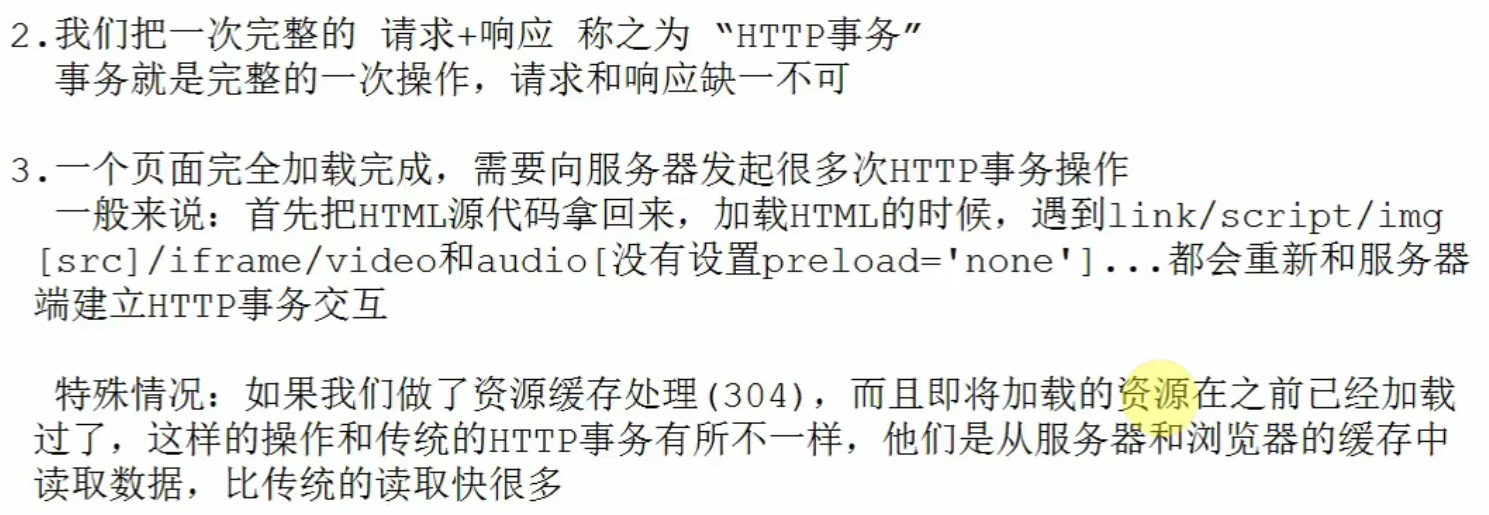 2.我们把一次完整的 请求+响应 称之为 “HTTP事务”
事务就是完整的一次操作，请求和响应缺一不可
3.一个页面完全加载完成，需要向服务器发起很多次HTTP事务操作
一般来说：首先把HTML源代码拿回来，加载HTML的时候，遇到link/script/img
[src]/iframe/video和audio[没有设置preload='none']...都会重新和服务器
端建立HTTP事务交互
特殊情况：如果我们做了资源缓存处理(304)，而且即将加载的资源在之前已经加载
过了，这样的操作和传统的HTTP事务有所不一样，他们是从服务器和浏览器的缓存中
读取数据，比传统的读取快很多